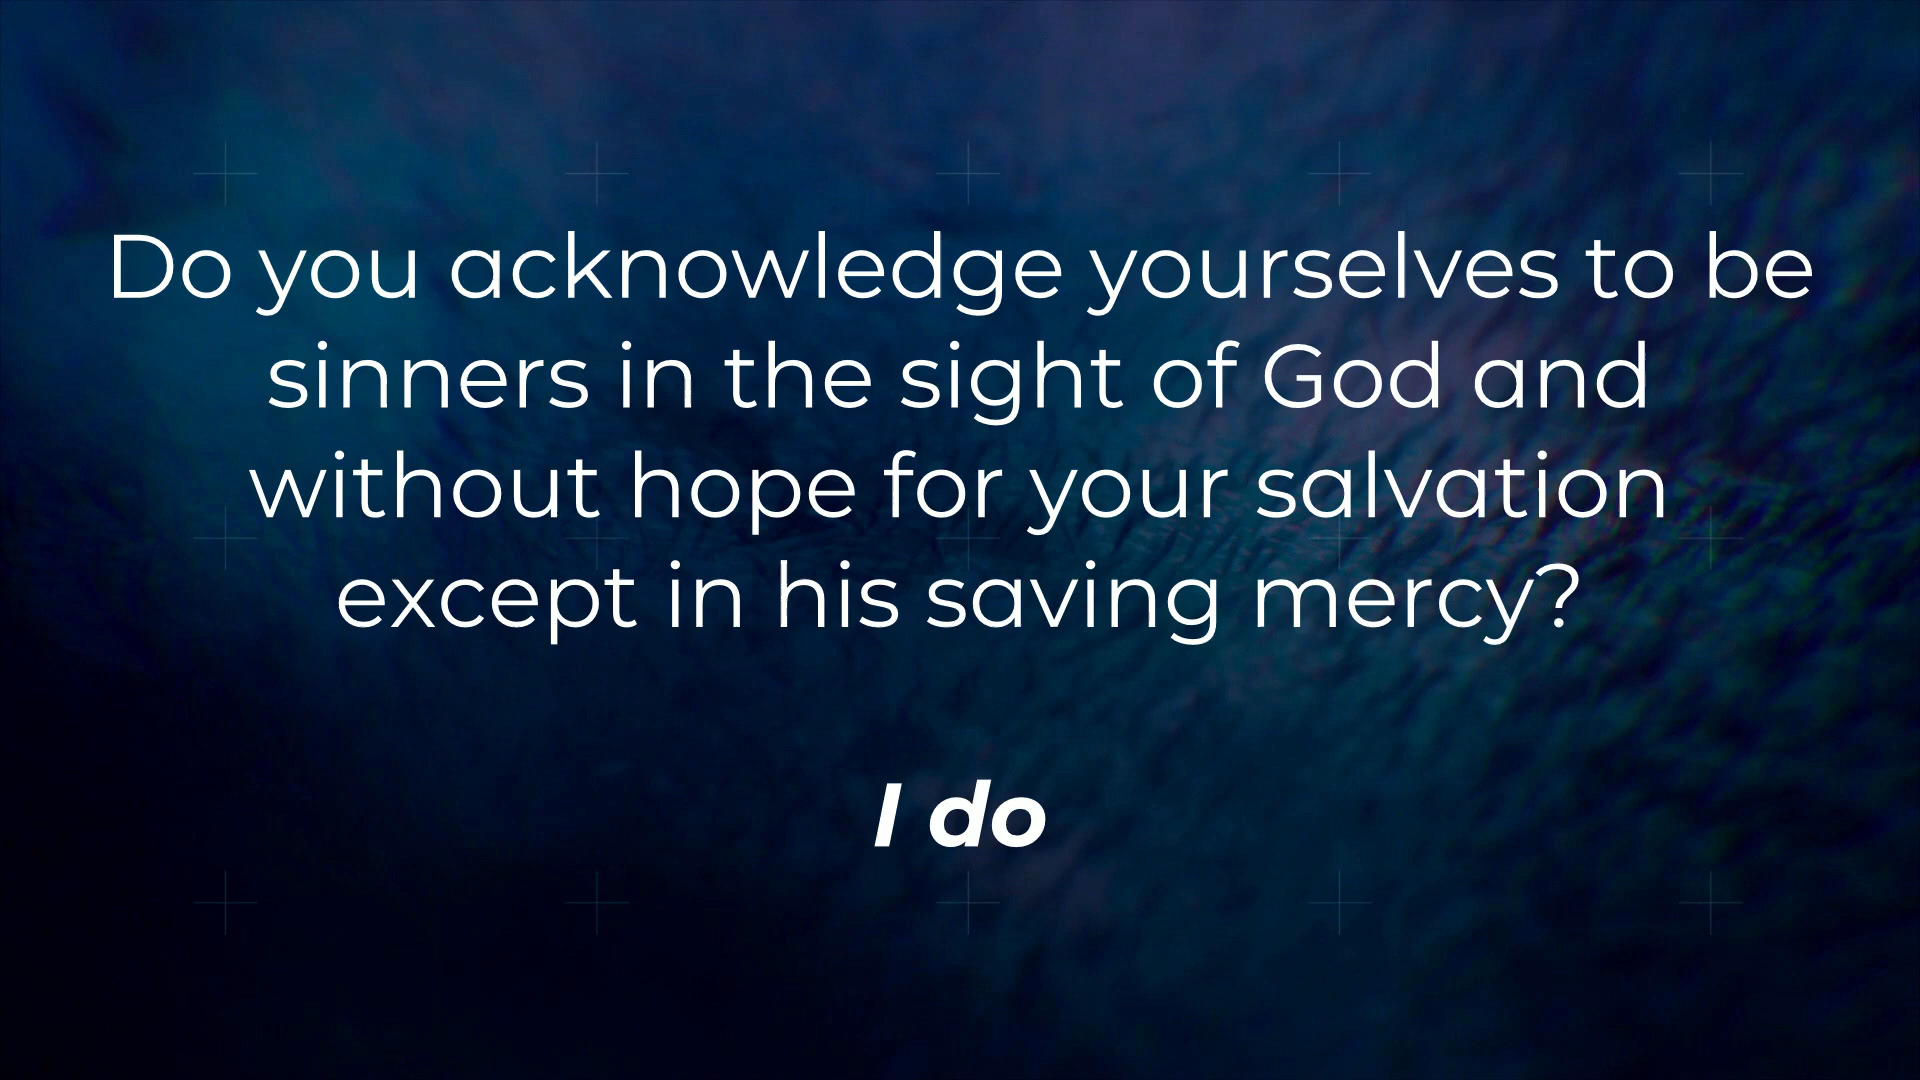 Do you acknowledge yourselves to be
sinners in the sight of God and
without hope for your salvation
except in his saving mercy?
I do